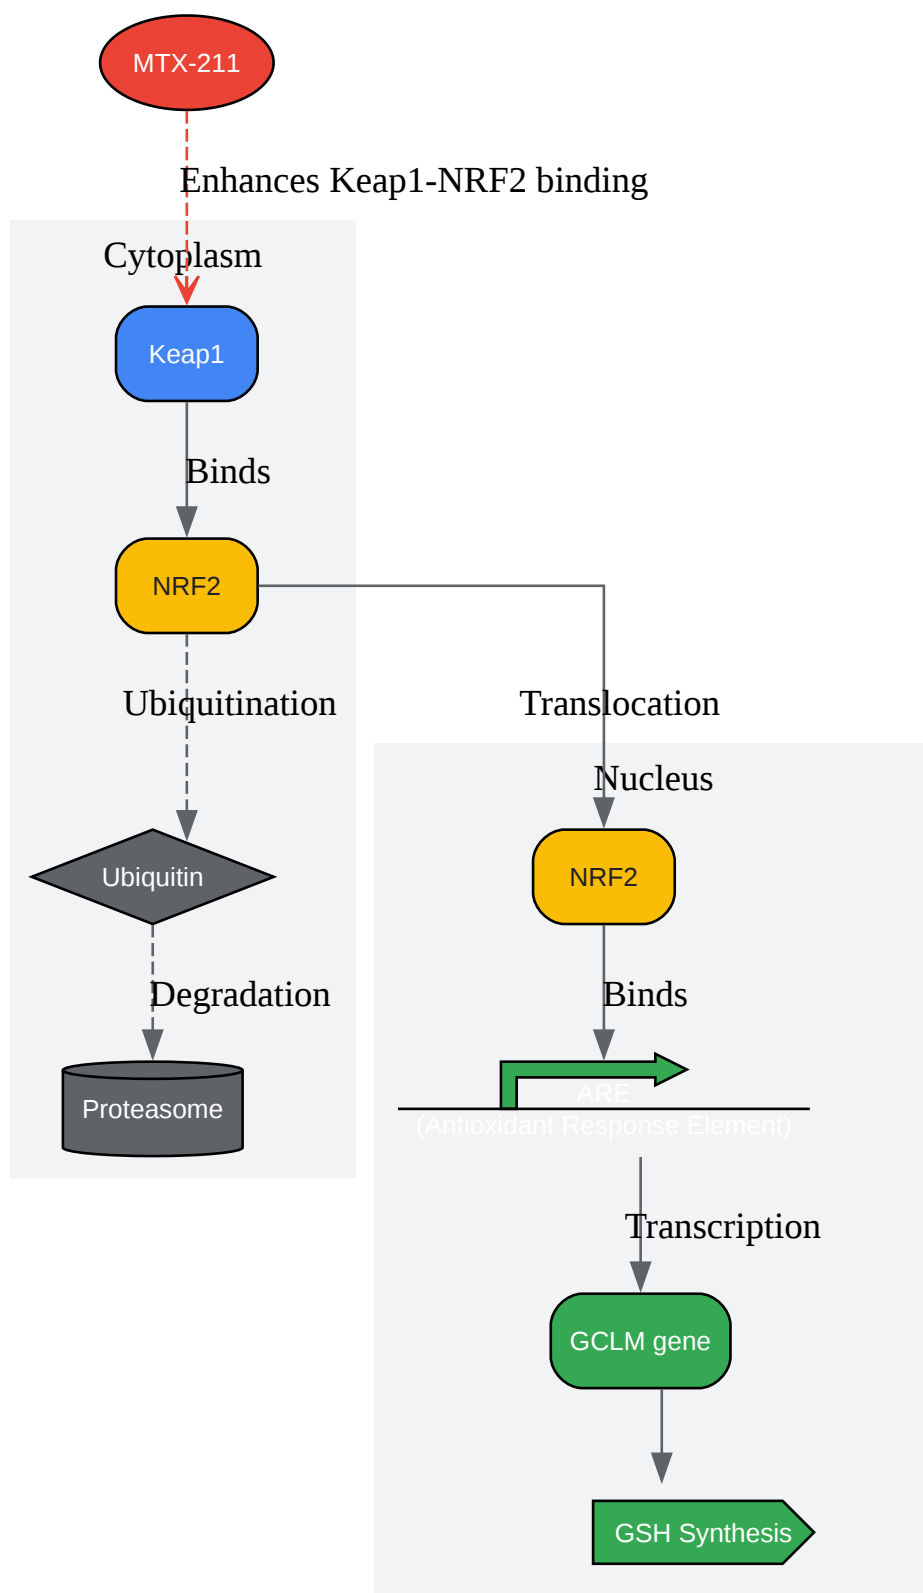 MTX-211
Enhances Keap1-NRF2 binding
Cytoplasm
Keap1
Binds
NRF2
Ubiquitination
Translocation
Nucleus
Ubiquitin
NRF2
Degradation
Binds
Proteasome
ARE
(Antioxidant Response Element)
Transcription
GCLM gene
GSH Synthesis